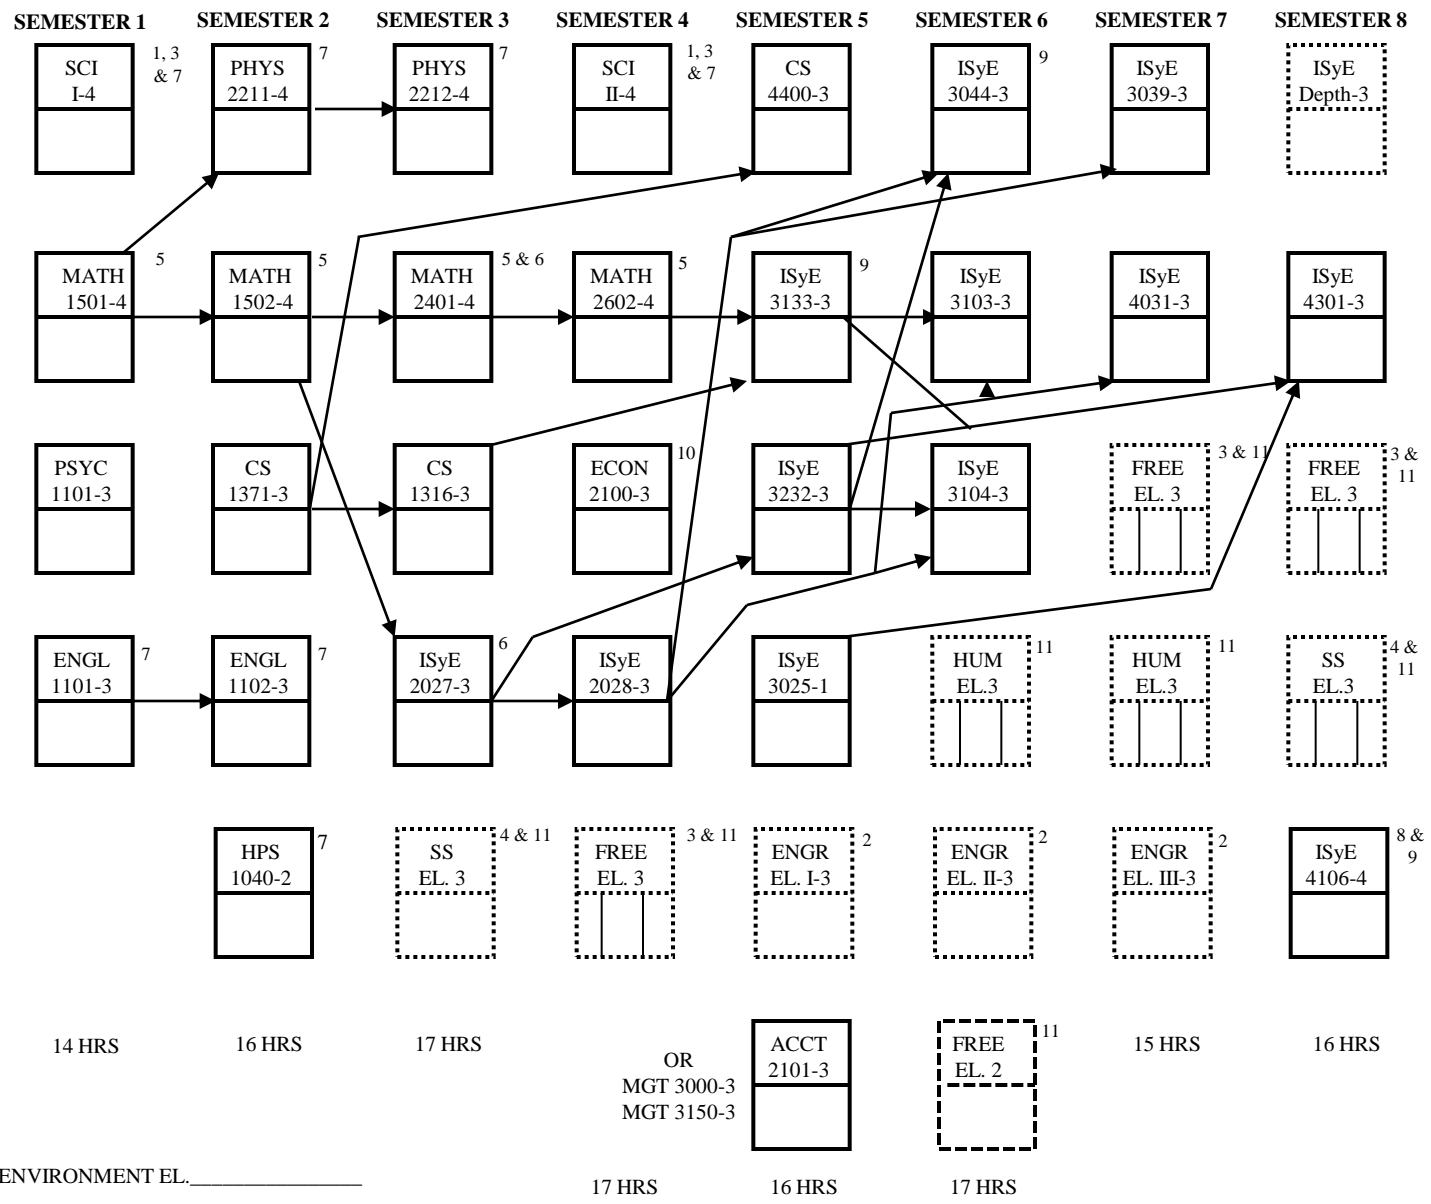 SEMESTER 1
SEMESTER 2
SEMESTER 3
SEMESTER 4
SEMESTER 5
SEMESTER 6
SEMESTER 7
SEMESTER 8
SCI
I-4
1, 3
& 7
PHYS
2211-4
7
PHYS
2212-4
7
SCI
II-4
1, 3
& 7
CS
4400-3
ISyE
3044-3
9
ISyE
3039-3
ISyE
Depth-3
MATH
1501-4
5
MATH
1502-4
5
MATH
2401-4
5 & 6
MATH
2602-4
5
ISyE
3133-3
9
ISyE
3103-3
ISyE
4031-3
ISyE
4301-3
PSYC
1101-3
CS
1371-3
CS
1316-3
ECON
2100-3
10
ISyE
3232-3
ISyE
3104-3
FREE
EL. 3
3 & 11
FREE
EL. 3
3 &
11
ENGL
1101-3
7
ENGL
1102-3
7
ISyE
2027-3
6
ISyE
2028-3
ISyE
3025-1
HUM
EL.3
11
HUM
EL.3
11
SS
EL.3
4 &
11
HPS
1040-2
7
SS
EL. 3
4 & 11
FREE
EL. 3
3 & 11
ENGR
EL. I-3
2
ENGR
EL. II-3
2
ENGR
EL. III-3
2
ISyE
4106-4
8 &
9
14 HRS
16 HRS
17 HRS
OR
MGT 3000-3
MGT 3150-3
ACCT
2101-3
FREE
EL. 2
11
15 HRS
16 HRS
ENVIRONMENT EL.________________
17 HRS
16 HRS
17 HRS